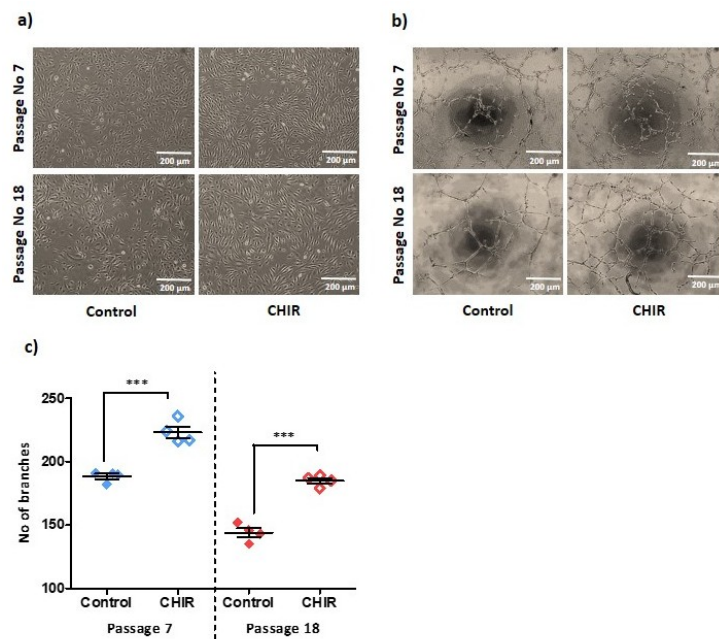 a)
b)
Passage No 7
200 µm
200 µm
Passage No 7
200 µm
200 µm
Passage No 18
200 µm
200 µm
Passage No 18
200 µm
200 µm
Control
CHIR
Control
CHIR
c)
No of branches
250
200
150
100
***
***
Control
CHIR
Control
CHIR
Passage 7
Passage 18